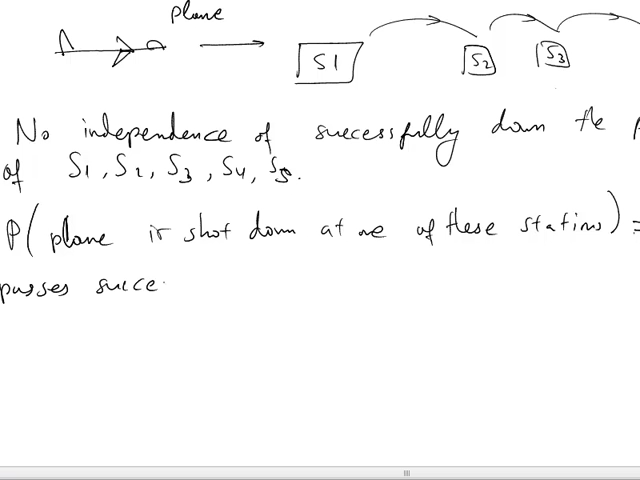 plane
S1 S2 S3
No independence of successfully down the
of S1, S2, S3, S4, S5.
P( plane is shot down at one of these stations) =
passes succe